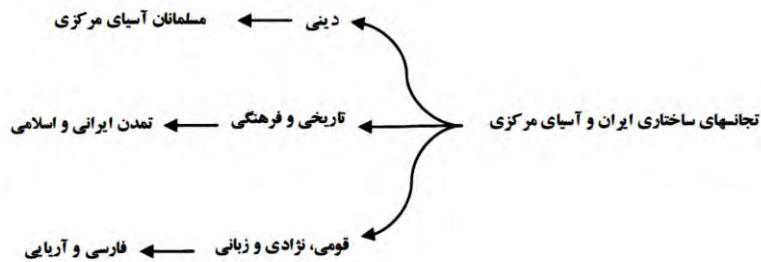 دینی
مسلمانان آسیای مرکزی
تجانسهای ساختاری ایران و آسیای مرکزی
تاریخی و فرهنگی
تمدن ایرانی و اسلامی
قومی، نژادی و زبانی
فارسی و آریایی